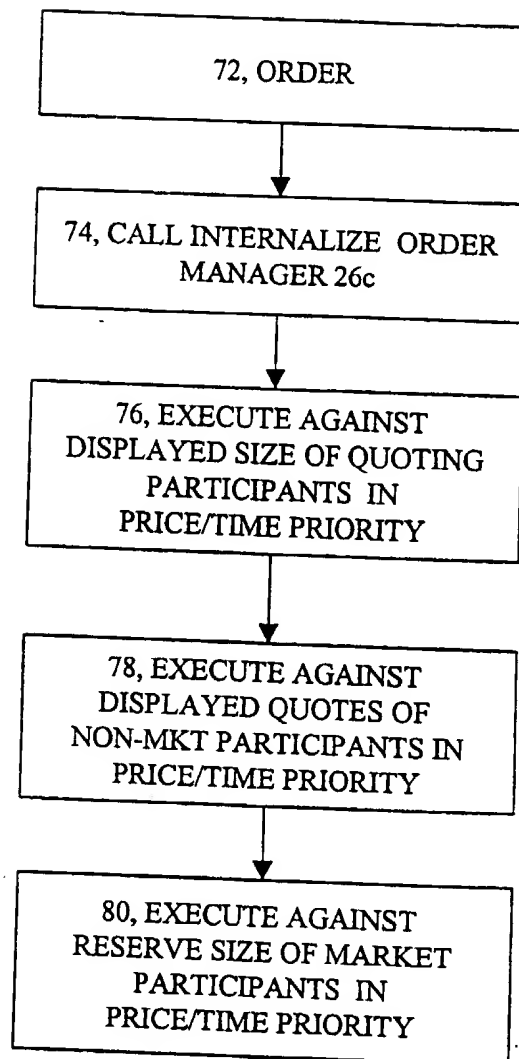 72, ORDER
74, CALL INTERNALIZE ORDER
MANAGER 26c
76, EXECUTE AGAINST
DISPLAYED SIZE OF QUOTING
PARTICIPANTS IN
PRICE/TIME PRIORITY
78, EXECUTE AGAINST
DISPLAYED QUOTES OF
NON-MKT PARTICIPANTS IN
PRICE/TIME PRIORITY
80, EXECUTE AGAINST
RESERVE SIZE OF MARKET
PARTICIPANTS IN
PRICE/TIME PRIORITY